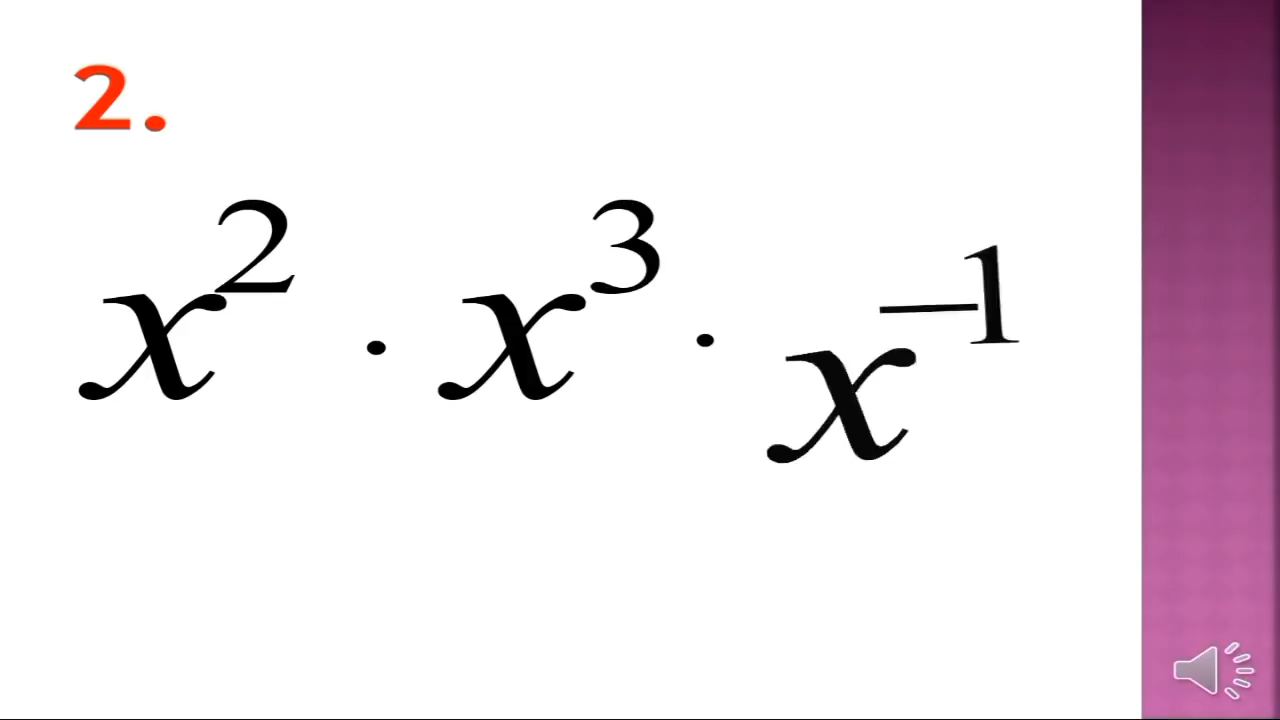 2.
x² · x³ · x⁻¹